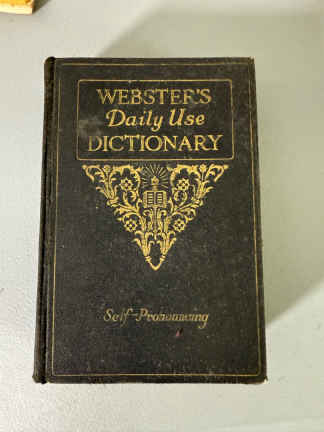 WEBSTER'S
Daily Use
DICTIONARY
Self-Pronouncing